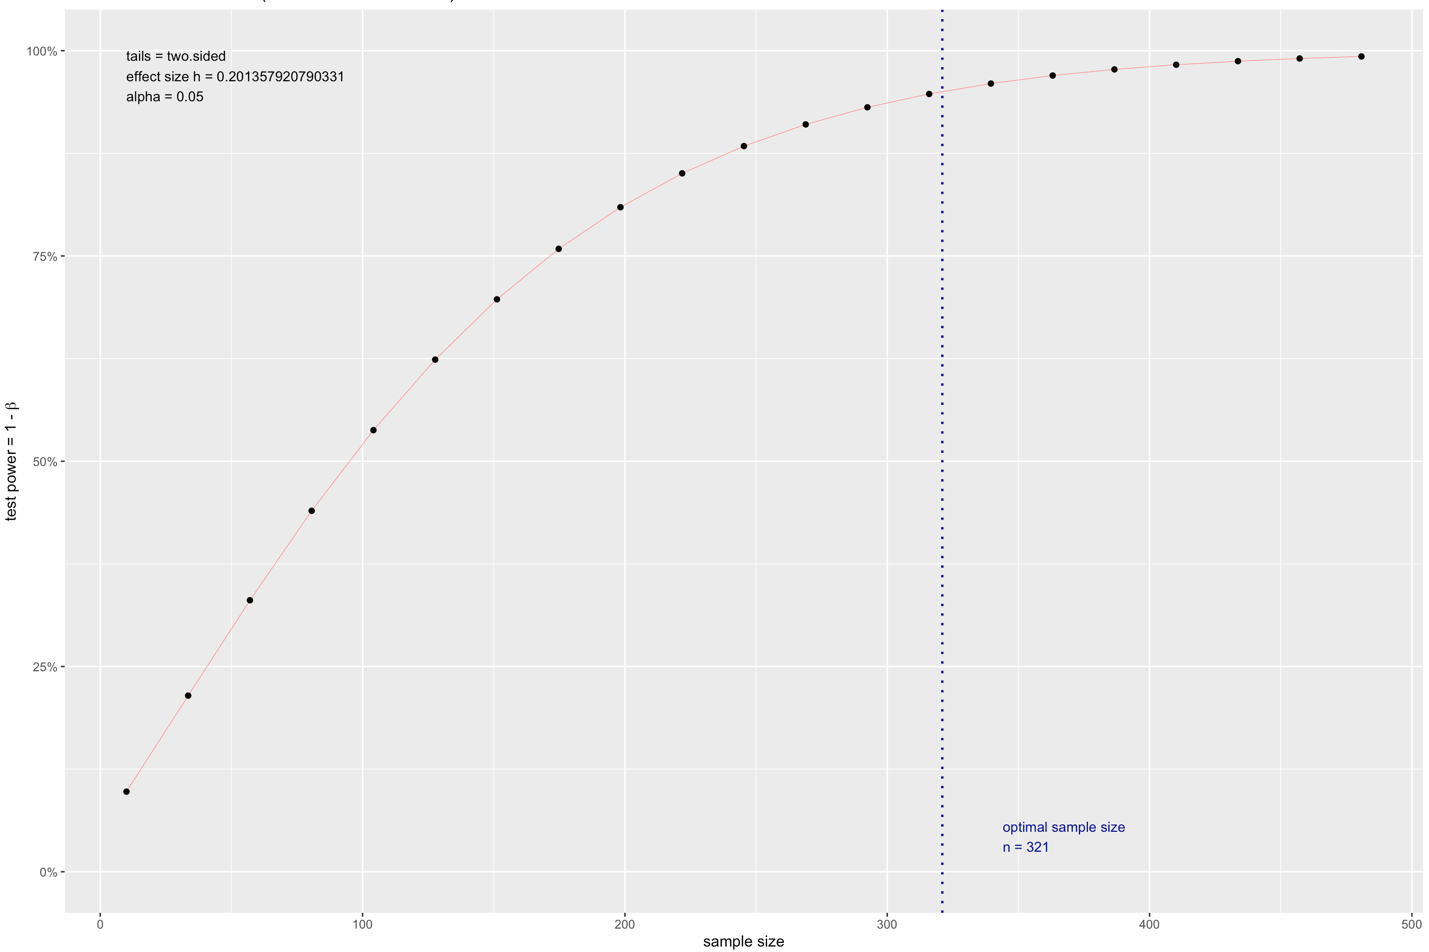 100%
75%
50%
25%
0%
test power = 1 - β
tails = two.sided
effect size h = 0.201357920790331
alpha = 0.05
optimal sample size
n = 321
0
100
200
300
400
500
sample size